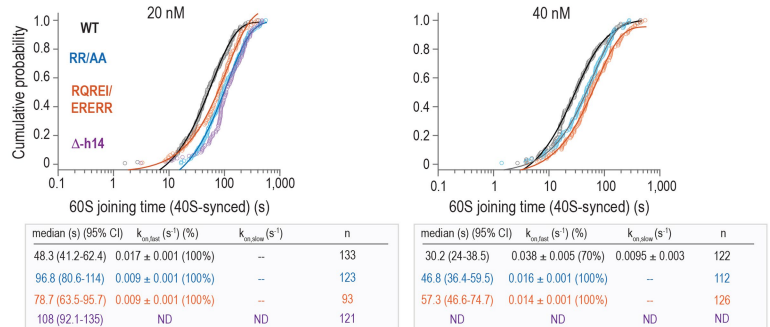 20 nM
Cumulative probability
1.0
0.8
0.6
0.4
0.2
0
WT
RR/AA
RQREI/
ERERR
Δ-h14
0.1 1 10 100 1,000
60S joining time (40S-synced) (s)
median (s) (95% CI) kon,fast (s-1) (%) kon,slow (s-1) n
48.3 (41.2-62.4) 0.017 ± 0.001 (100%) -- 133
96.8 (80.6-114) 0.009 ± 0.001 (100%) -- 123
78.7 (63.5-95.7) 0.009 ± 0.001 (100%) -- 93
108 (92.1-135) ND ND 121
40 nM
1.0
0.8
0.6
0.4
0.2
0
0.1 1 10 100 1,000
60S joining time (40S-synced) (s)
median (s) (95% CI) kon,fast (s-1) (%) kon,slow (s-1) n
30.2 (24-38.5) 0.038 ± 0.005 (70%) 0.0095 ± 0.003 122
46.8 (36.4-59.5) 0.016 ± 0.001 (100%) -- 112
57.3 (46.6-74.7) 0.014 ± 0.001 (100%) -- 126
ND ND ND ND